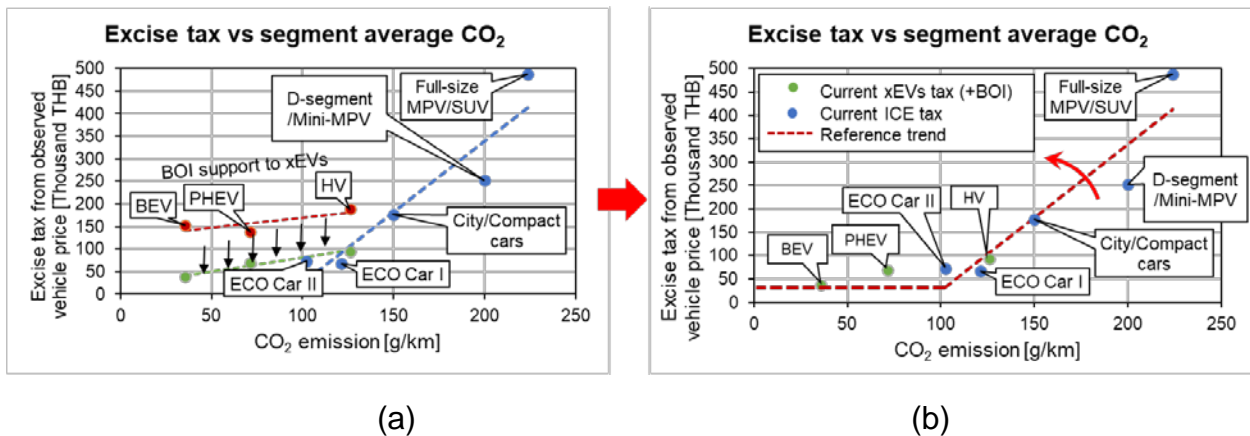 Excise tax vs segment average CO2
Excise tax from observed
vehicle price [Thousand THB]
500
450
400
350
300
250
200
150
100
50
0
Full-size
MPV/SUV
D-segment
/Mini-MPV
BOI support to xEVs
BEV
PHEV
HV
City/Compact
cars
ECO Car II
ECO Car I
0
50
100
150
200
250
CO2 emission [g/km]
(a)
Excise tax vs segment average CO2
Excise tax from observed
vehicle price [Thousand THB]
500
450
400
350
300
250
200
150
100
50
0
Current xEVs tax (+BOI)
Current ICE tax
Reference trend
Full-size
MPV/SUV
D-segment
/Mini-MPV
ECO Car II
HV
PHEV
BEV
City/Compact
cars
ECO Car I
0
50
100
150
200
250
CO2 emission [g/km]
(b)